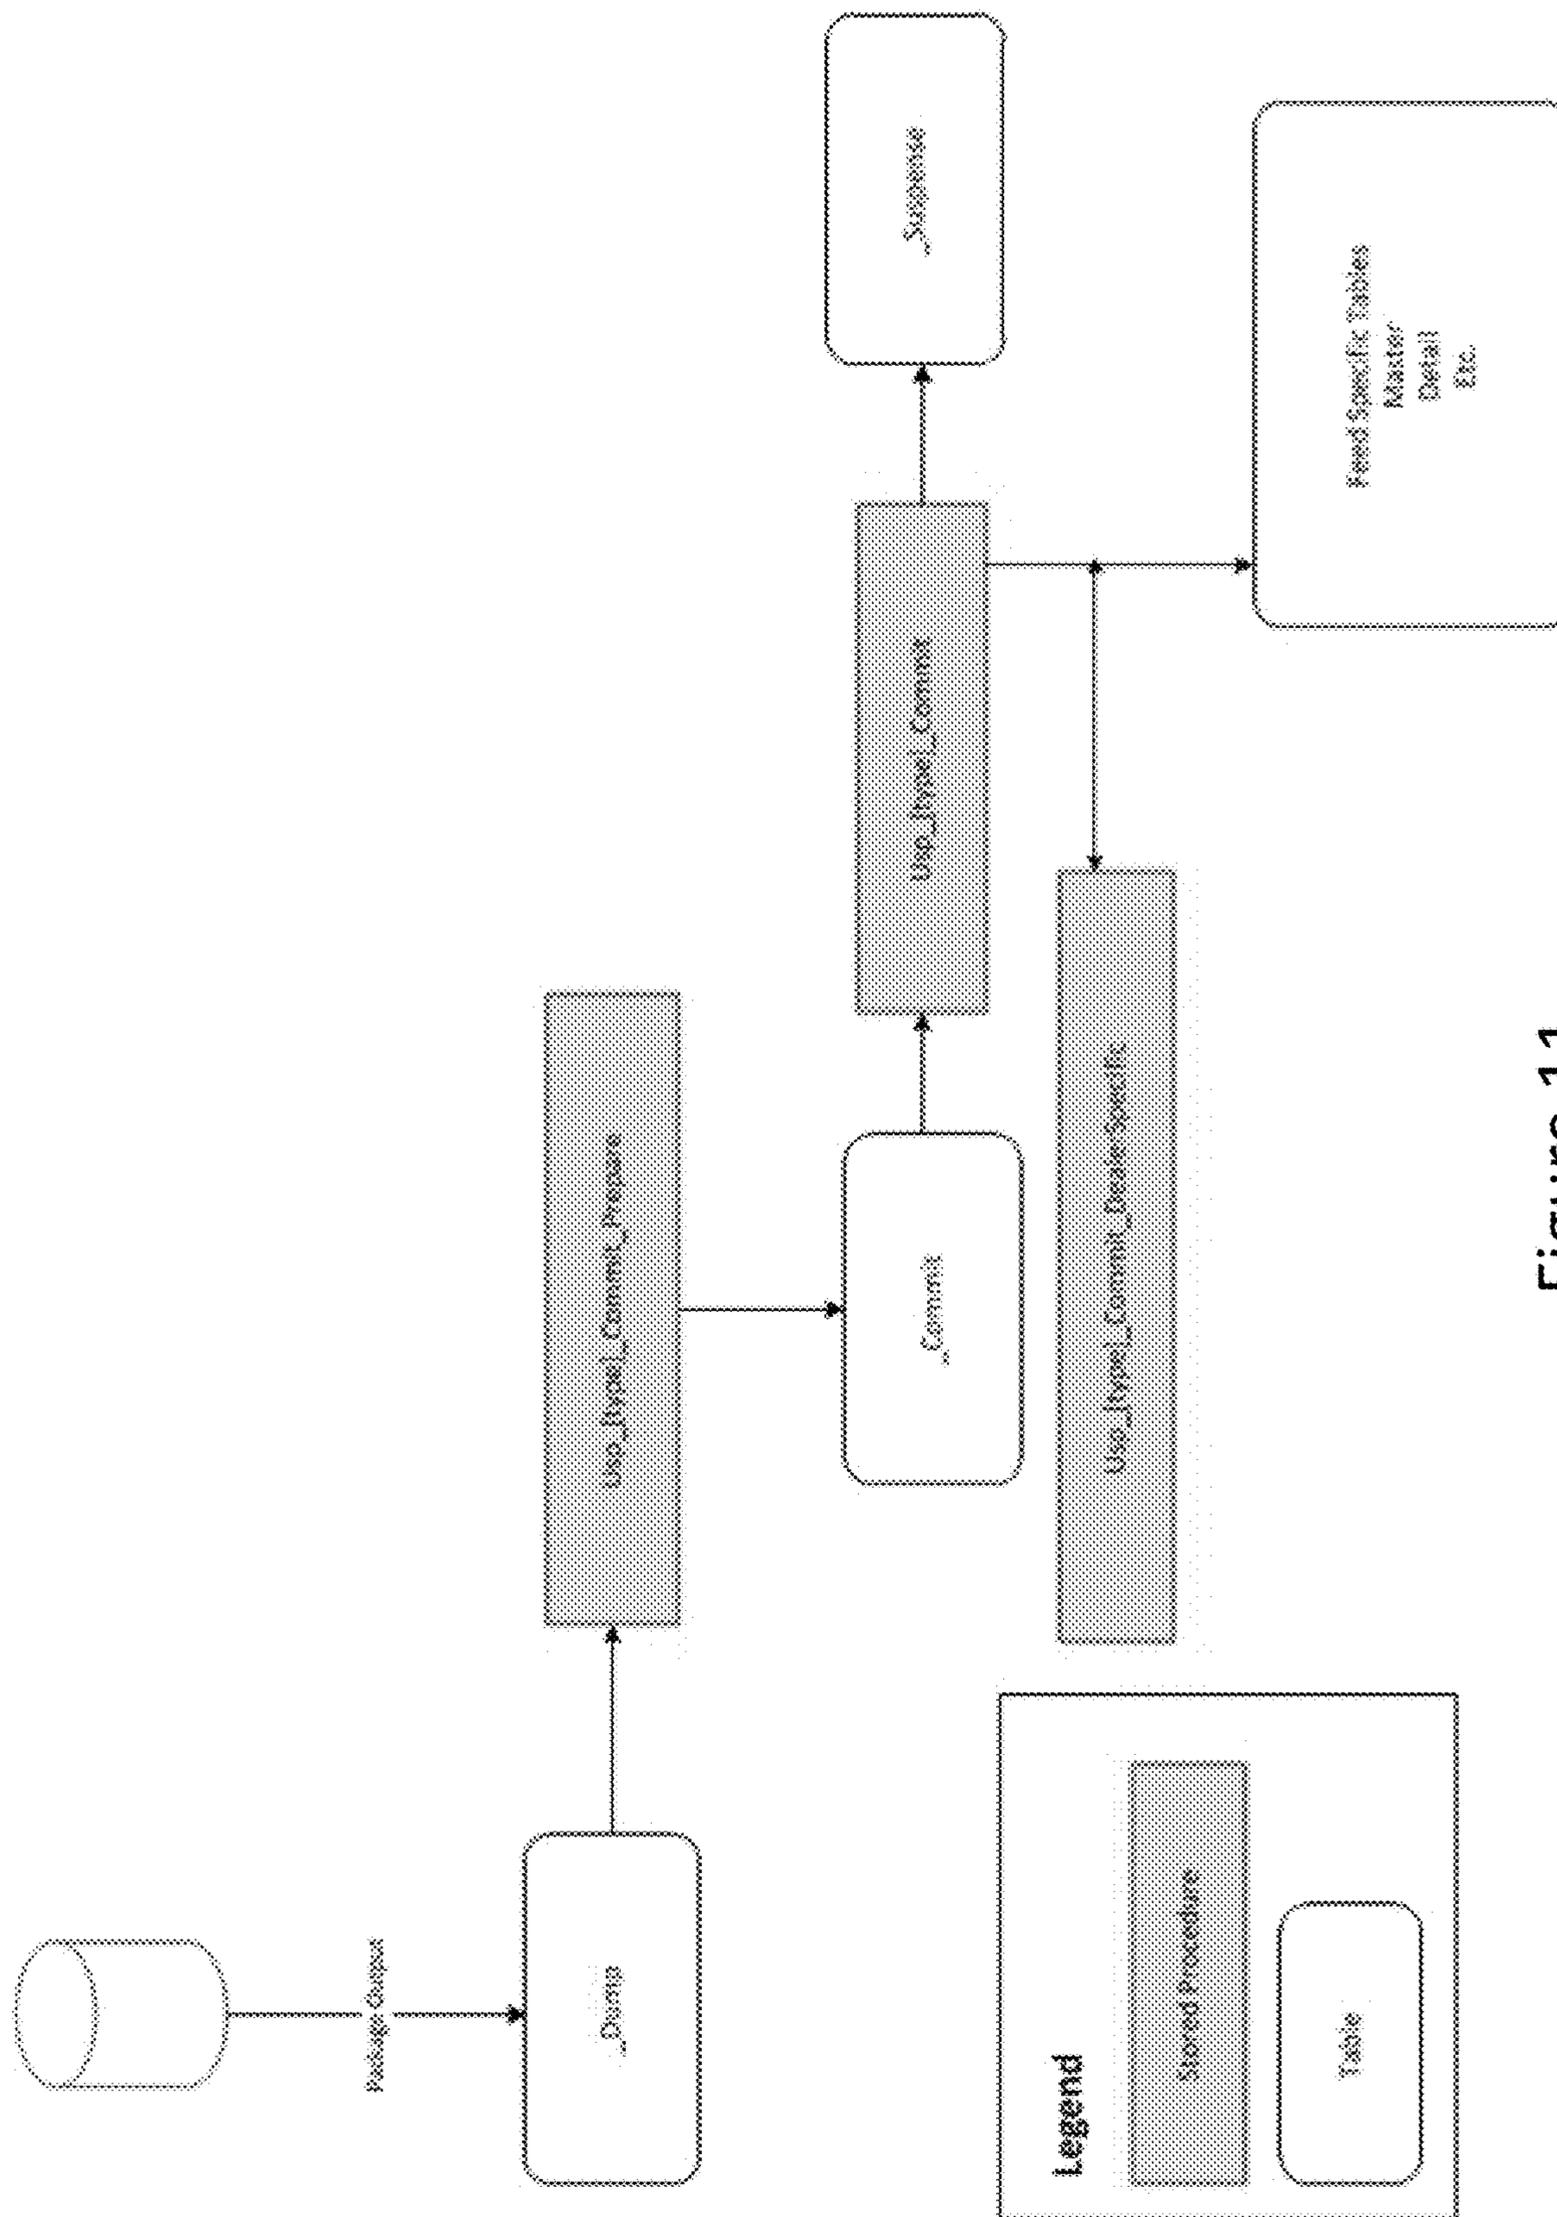 Package Output
_Dump
Usp_[type]_Commit_Prepare
_Commit
Usp_[type]_Commit
_Suspense
Usp_[type]_Commit_DealerSpecific
Feed Specific Tables
Master
Detail
Etc.
Legend
Stored Procedure
Table
Figure 11